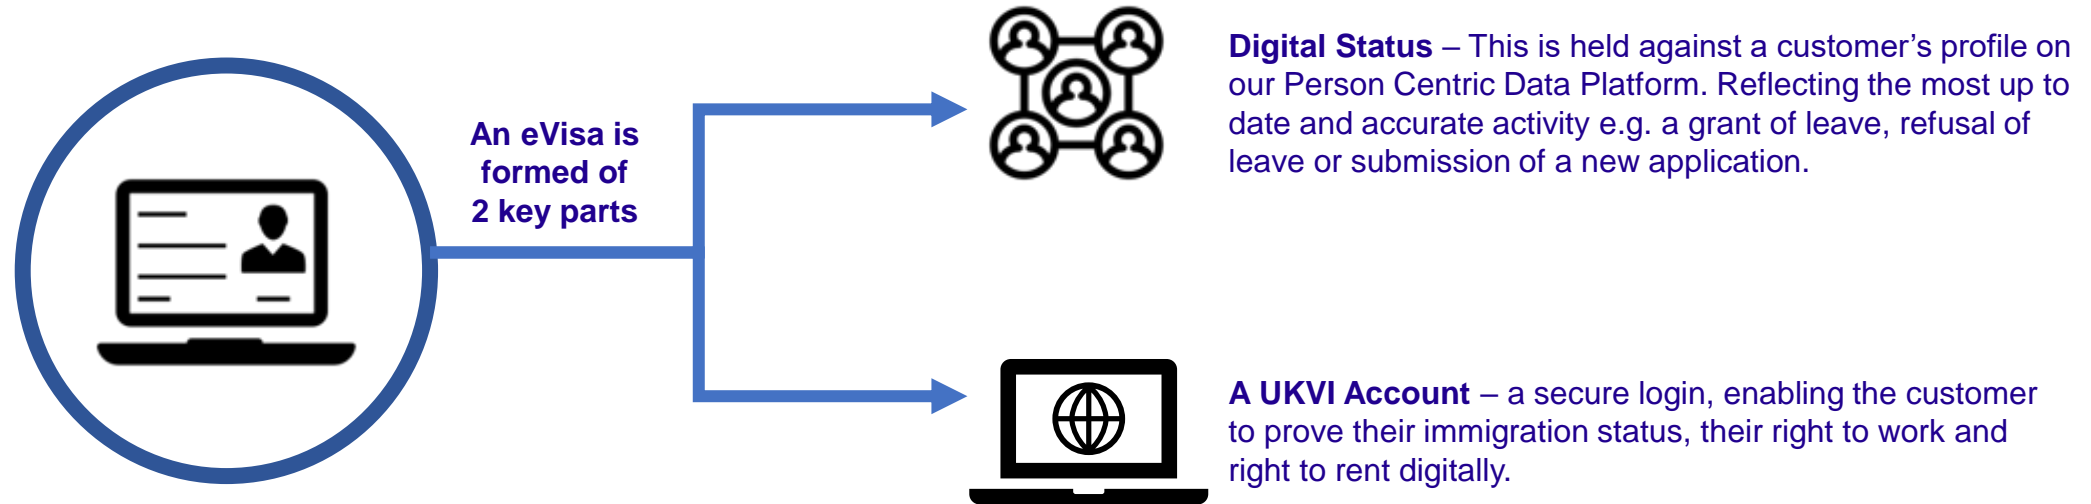 An eVisa is
formed of
2 key parts
Digital Status – This is held against a customer’s profile on
our Person Centric Data Platform. Reflecting the most up to
date and accurate activity e.g. a grant of leave, refusal of
leave or submission of a new application.
A UKVI Account – a secure login, enabling the customer
to prove their immigration status, their right to work and
right to rent digitally.